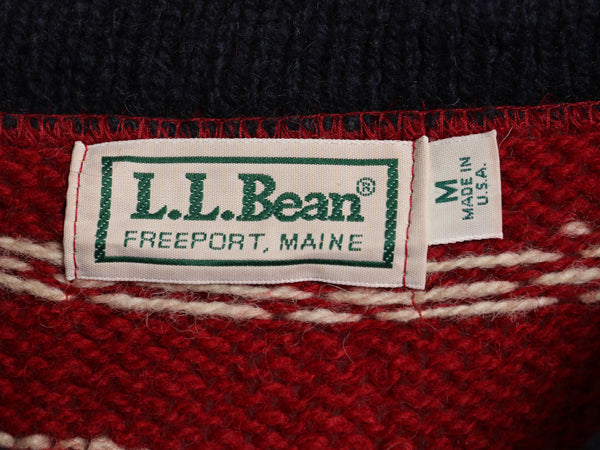 L.L.Bean®
FREEPORT, MAINE
M
MADE IN
U.S.A.